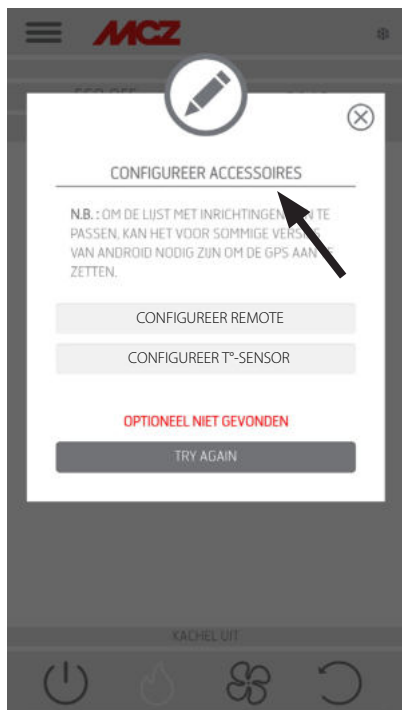 MCZ
CONFIGUREER ACCESSOIRES
N.B. : OM DE LIJST MET INRICHTINGEN TE
PASSEN, KAN HET VOOR SOMMIGE
VAN ANDROID NODIG ZIJN OM DE GPS AAN TE
ZETTEN.
CONFIGUREER REMOTE
CONFIGUREER T°-SENSOR
OPTIONEEL NIET GEVONDEN
TRY AGAIN
KACHEL UIT